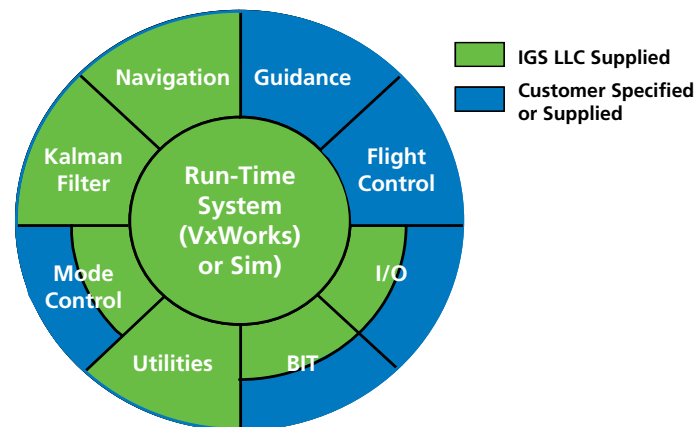 Navigation
Guidance
Kalman
Filter
Flight
Control
Run-Time
System
(VxWorks)
or Sim)
Mode
Control
I/O
Utilities
BIT
IGS LLC Supplied
Customer Specified
or Supplied